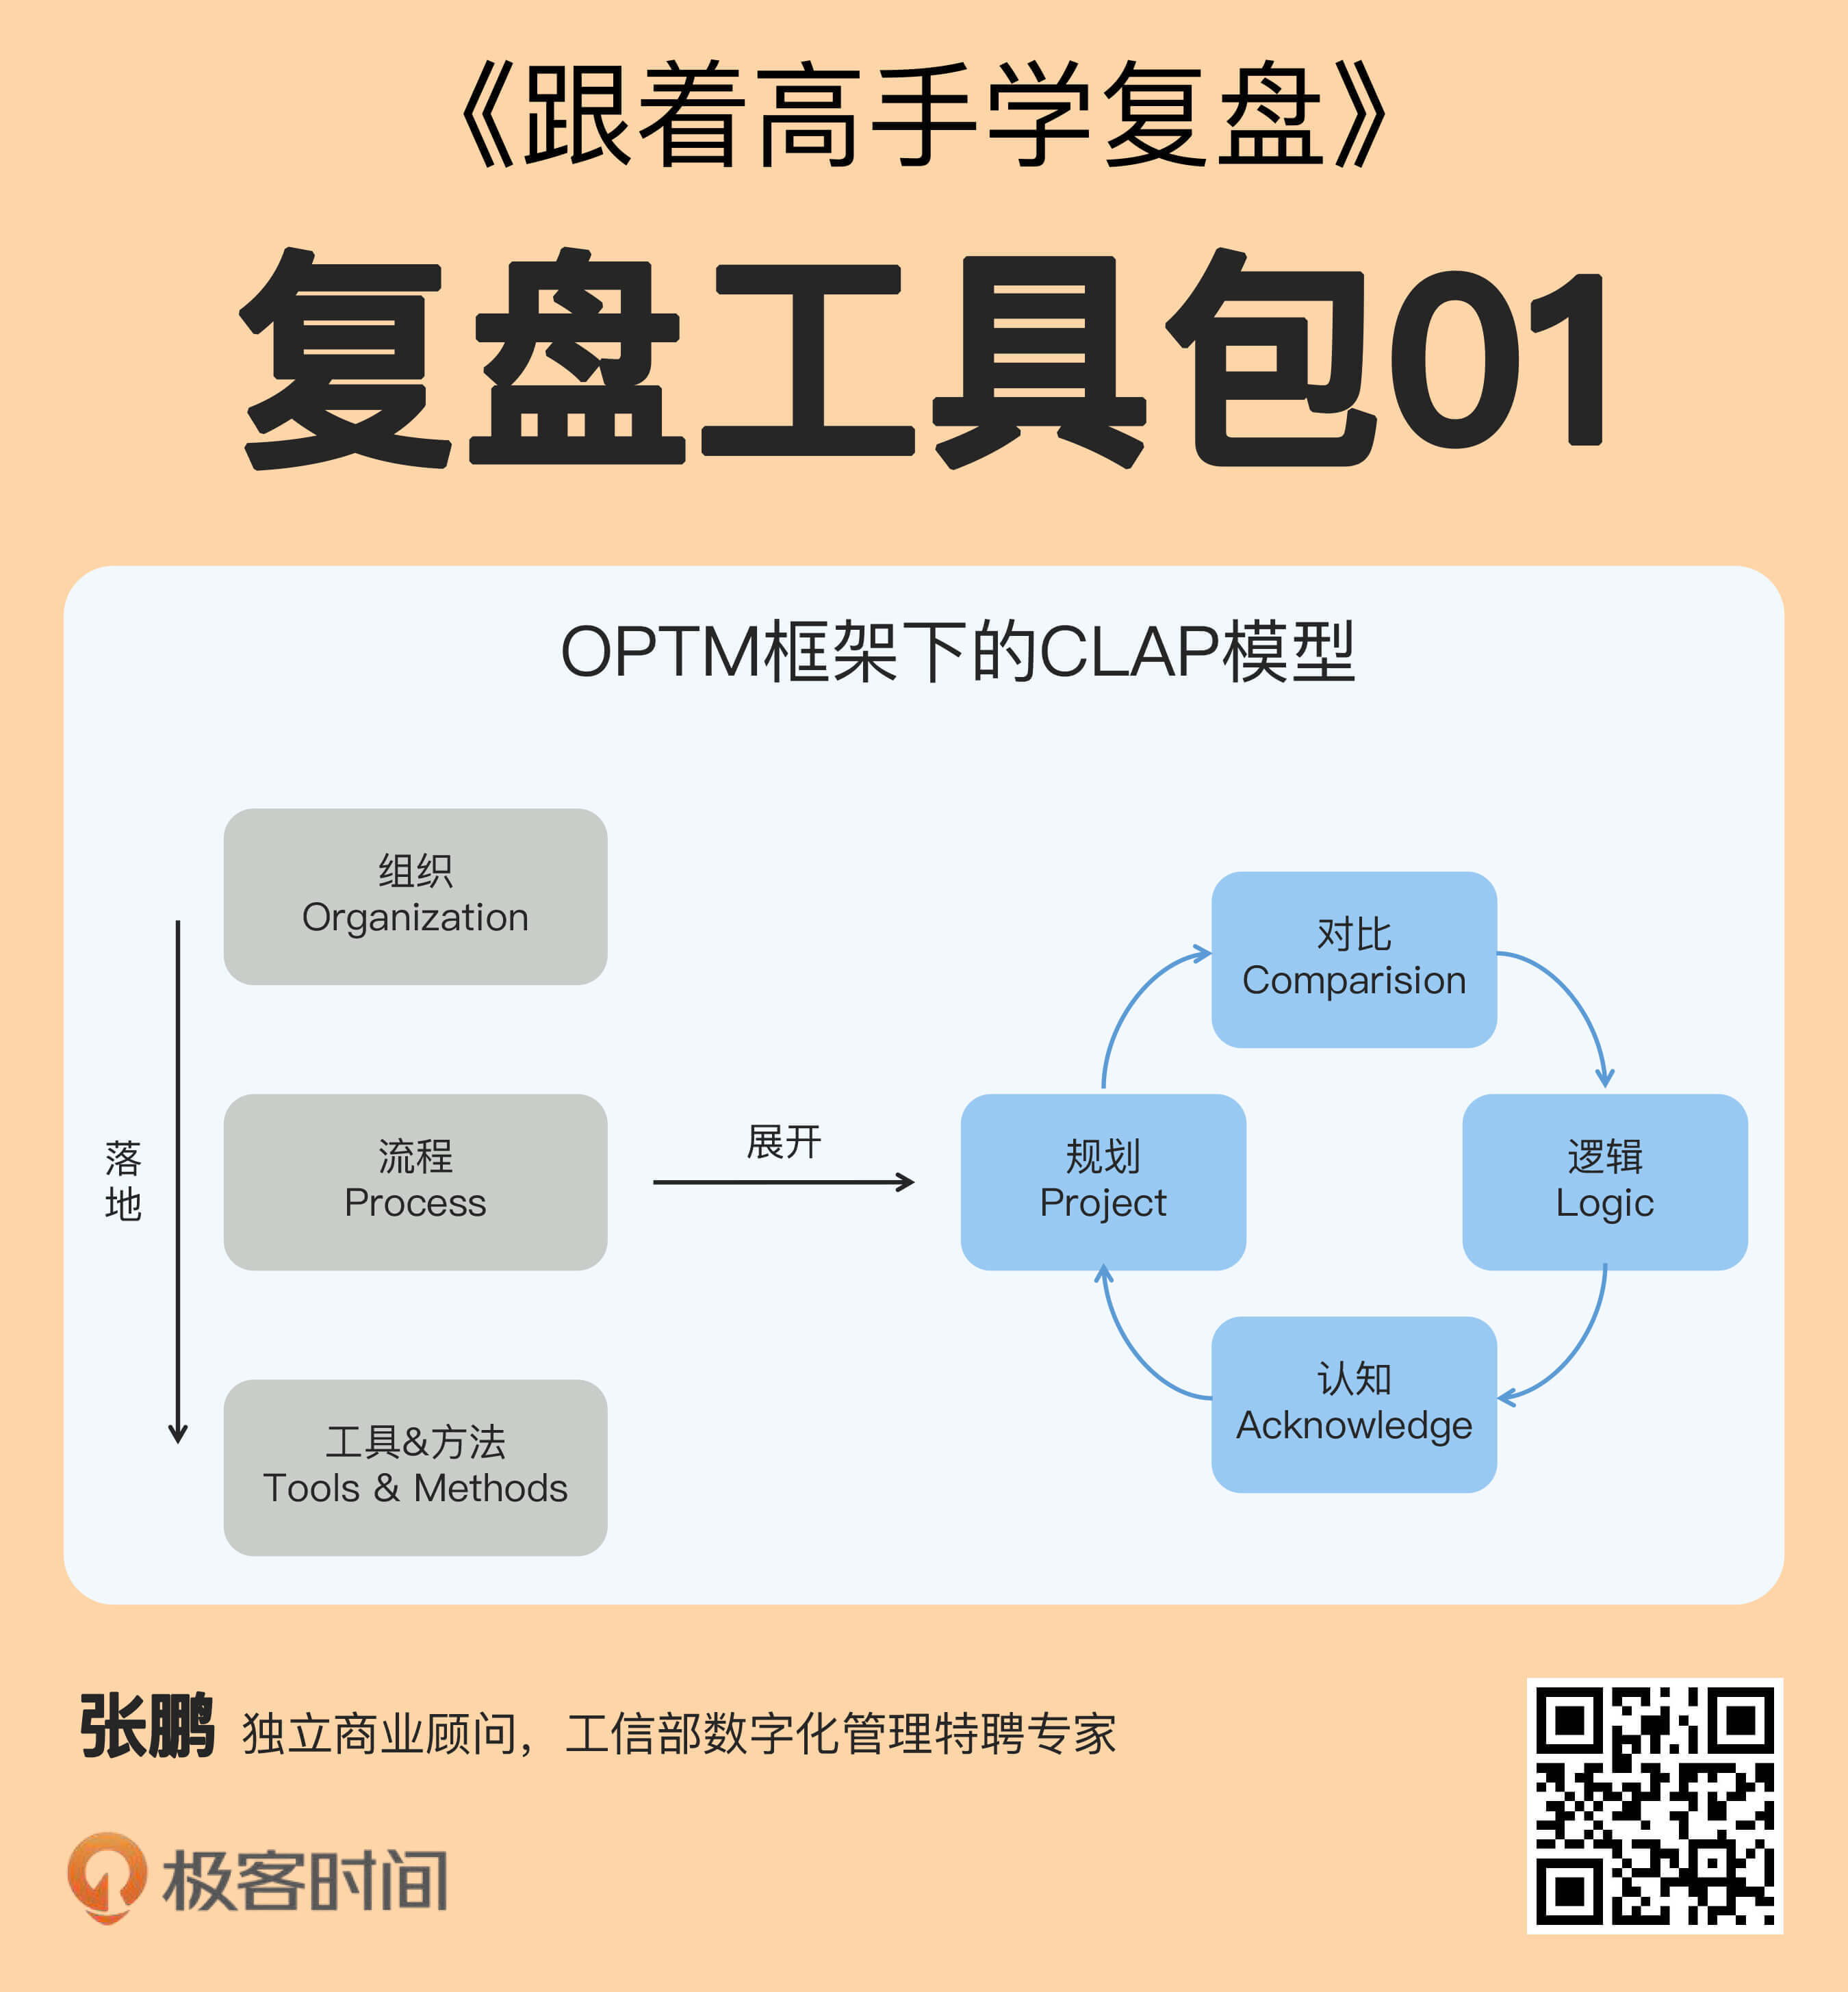 《跟着高手学复盘》
复盘工具包01
OPTM框架下的CLAP模型
落
地
组织
Organization
流程
Process
工具&方法
Tools & Methods
展开
对比
Comparision
规划
Project
逻辑
Logic
认知
Acknowledge
张鹏 独立商业顾问，工信部数字化管理特聘专家
极客时间